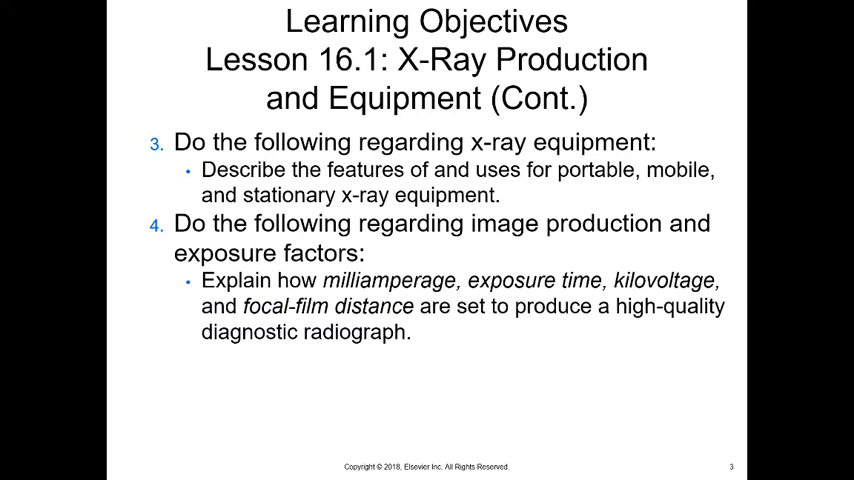 Learning Objectives
Lesson 16.1: X-Ray Production
and Equipment (Cont.)
3. Do the following regarding x-ray equipment:
• Describe the features of and uses for portable, mobile,
and stationary x-ray equipment.
4. Do the following regarding image production and
exposure factors:
• Explain how milliamperage, exposure time, kilovoltage,
and focal-film distance are set to produce a high-quality
diagnostic radiograph.
Copyright © 2018, Elsevier Inc. All Rights Reserved.
3